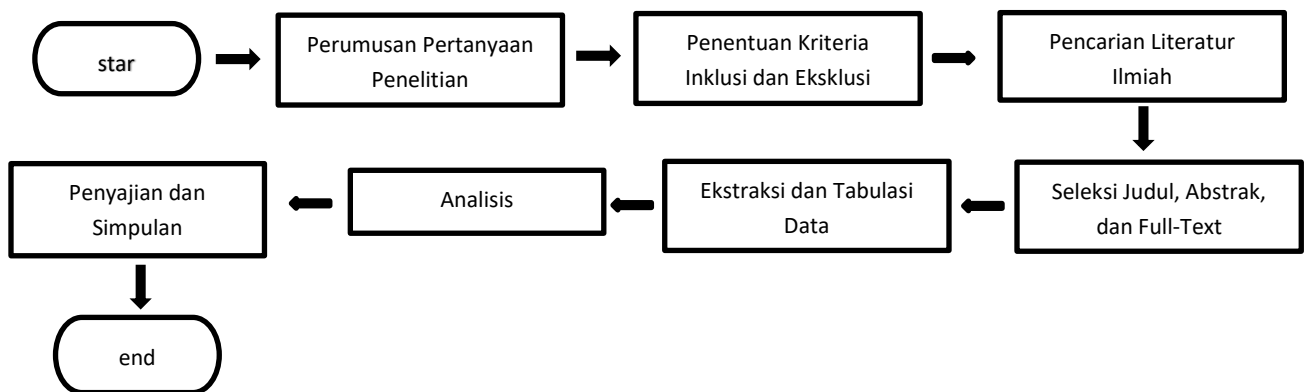 star
Perumusan Pertanyaan
Penelitian
Penentuan Kriteria
Inklusi dan Eksklusi
Pencarian Literatur
Ilmiah
Seleksi Judul, Abstrak,
dan Full-Text
Ekstraksi dan Tabulasi
Data
Analisis
Penyajian dan
Simpulan
end